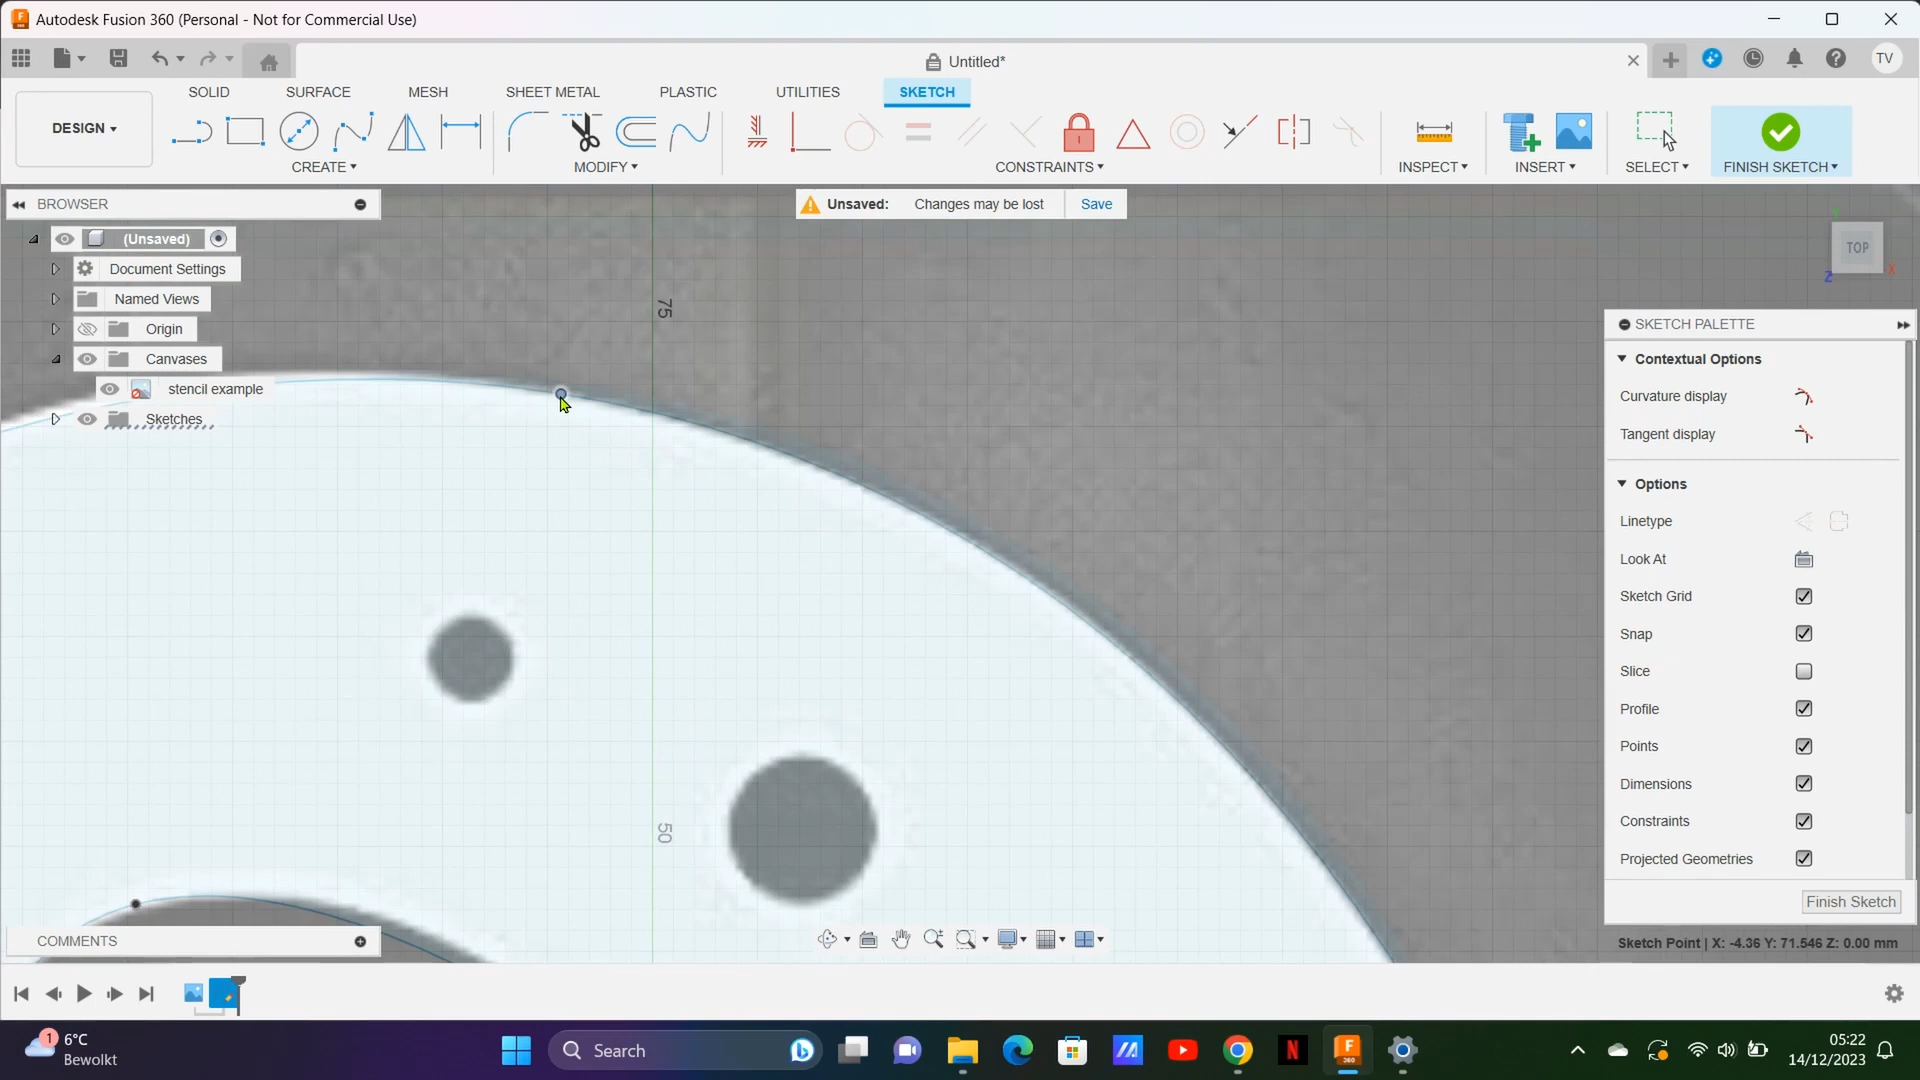 Autodesk Fusion 360 (Personal - Not for Commercial Use)
Untitled*
TV
SOLID SURFACE MESH SHEET METAL PLASTIC UTILITIES SKETCH
DESIGN
CREATE MODIFY CONSTRAINTS INSPECT INSERT SELECT FINISH SKETCH
BROWSER
Unsaved: Changes may be lost Save
(Unsaved)
Document Settings
Named Views
Origin
Canvases
stencil example
Sketches
75
50
TOP
Y
X
Z
SKETCH PALETTE
Contextual Options
Curvature display
Tangent display
Options
Linetype
Look At
Sketch Grid
Snap
Slice
Profile
Points
Dimensions
Constraints
Projected Geometries
Finish Sketch
COMMENTS
Sketch Point | X: -4.36 Y: 71.546 Z: 0.00 mm
1
6°C
Bewolkt
Search
N
F
360
05:22
14/12/2023